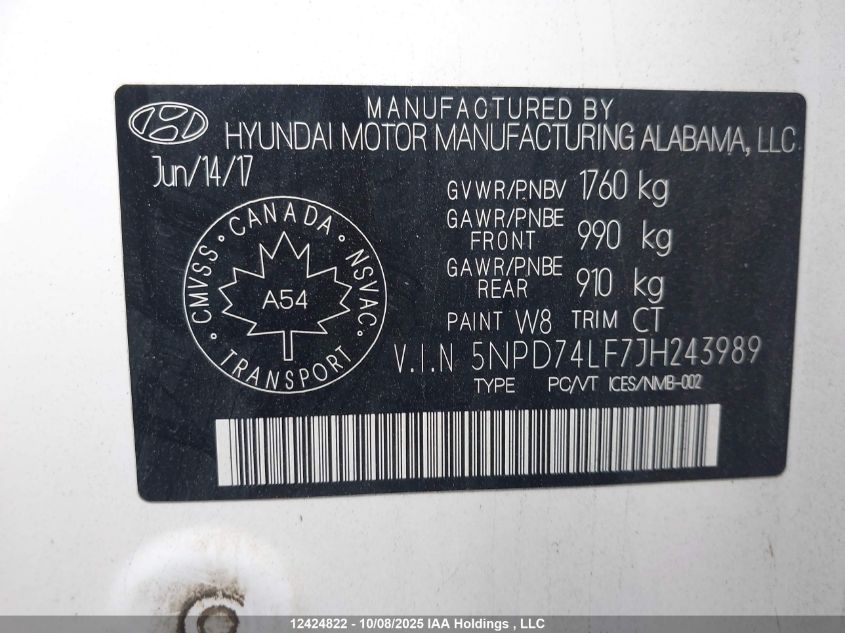 MANUFACTURED BY
HYUNDAI MOTOR MANUFACTURING ALABAMA, LLC
Jun/14/17
GVWR/PNBV 1760 kg
GAWR/PNBE FRONT 990 kg
GAWR/PNBE REAR 910 kg
PAINT W8 TRIM CT
V.I.N 5NPD74LF7JH243989
TYPE PC/VT ICES/NMB-002
CMVSS · CANADA · NSVAC · TRANSPORT ·
A54
12424822 - 10/08/2025 IAA Holdings , LLC